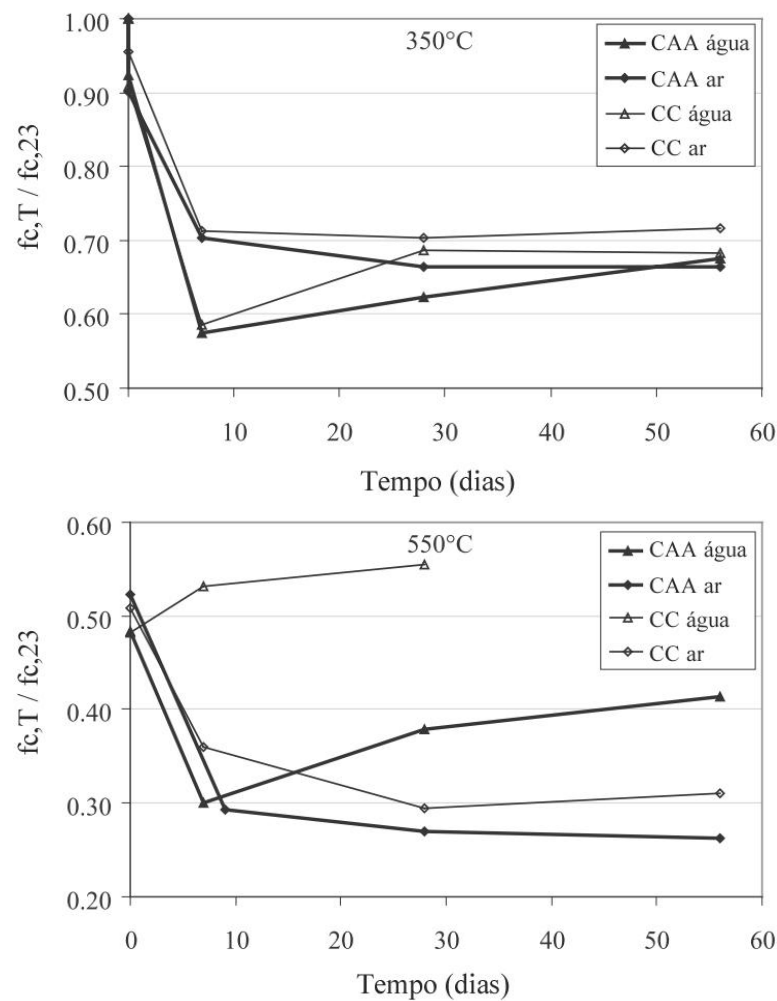 1.00
350°C
CAA água
CAA ar
CC água
CC ar
0.90
0.80
0.70
0.60
0.50
fc,T / fc,23
10
20
30
40
50
60
Tempo (dias)
0.60
550°C
CAA água
CAA ar
CC água
CC ar
0.50
0.40
0.30
0.20
fc,T / fc,23
0
10
20
30
40
50
60
Tempo (dias)